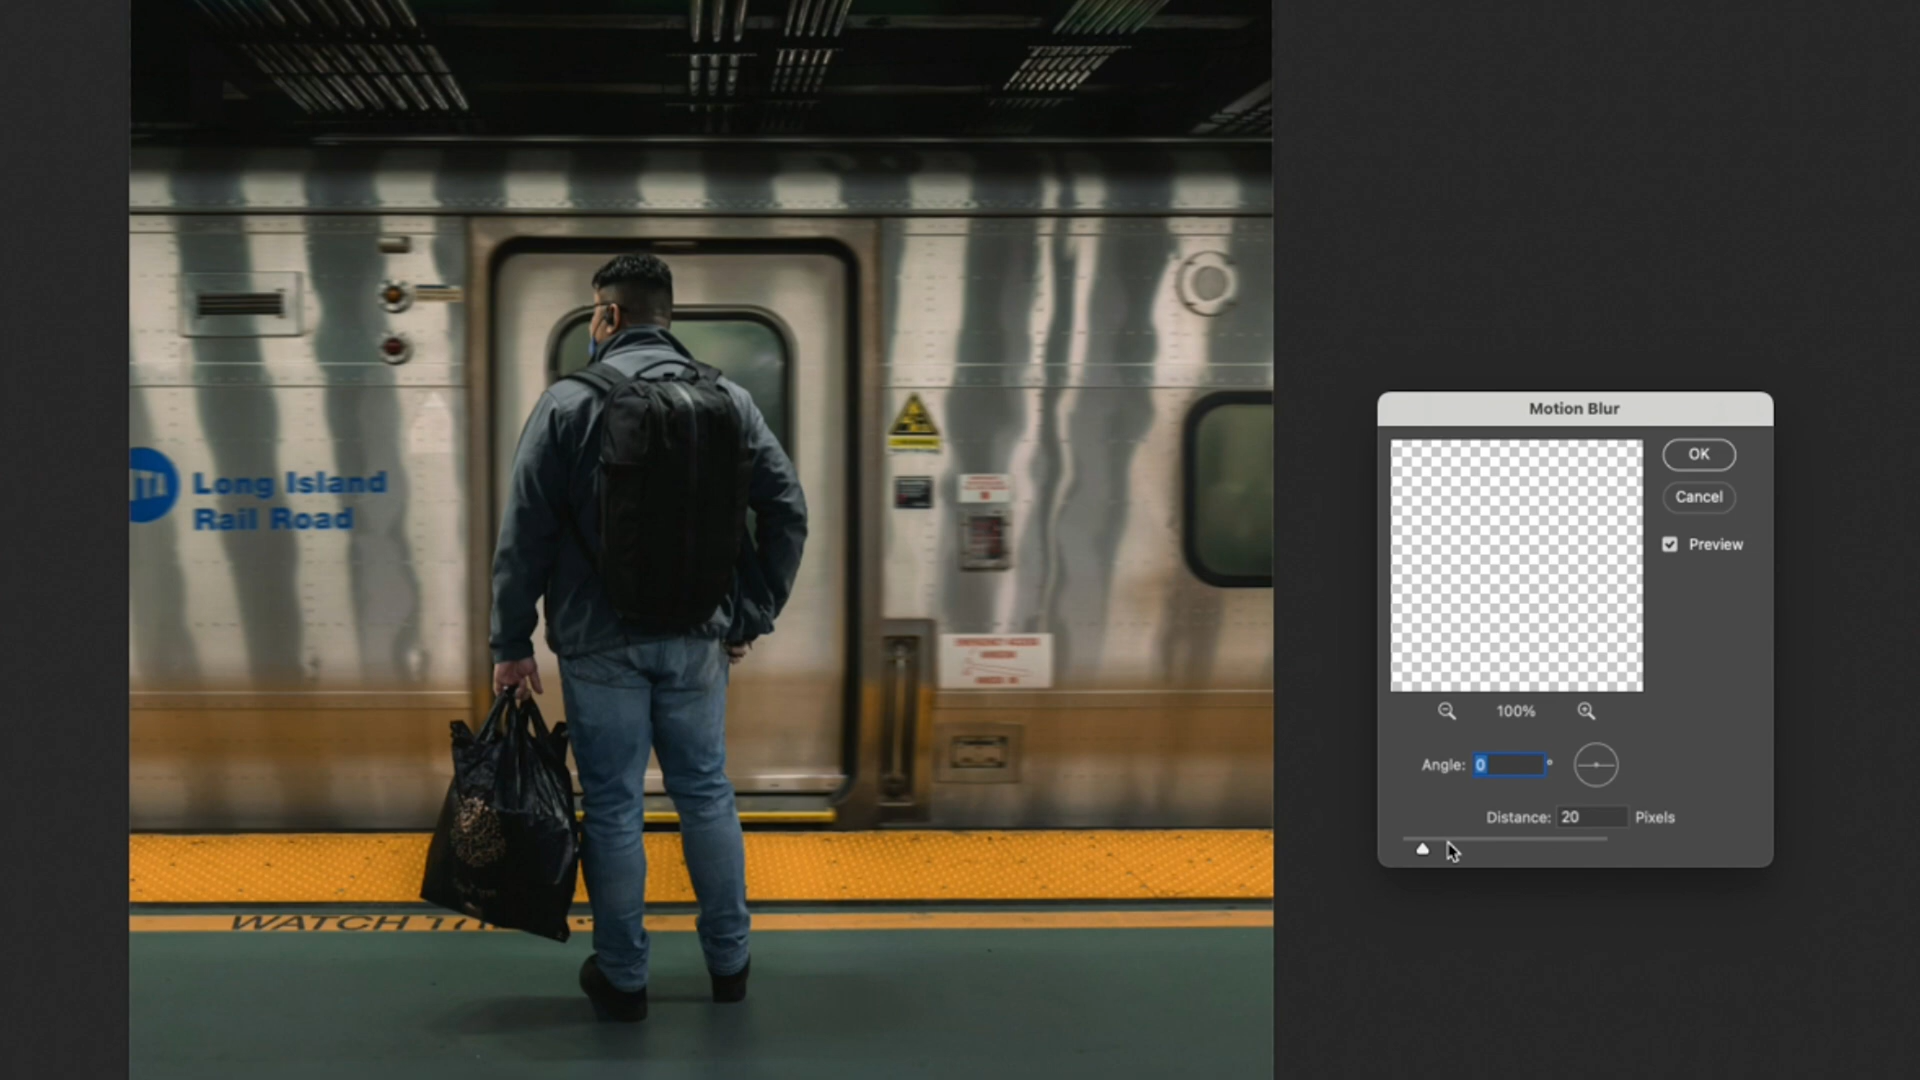 Long Island
Rail Road
WATCH
Motion Blur
OK
Cancel
Preview
100%
Angle: 0 °
Distance: 20 Pixels